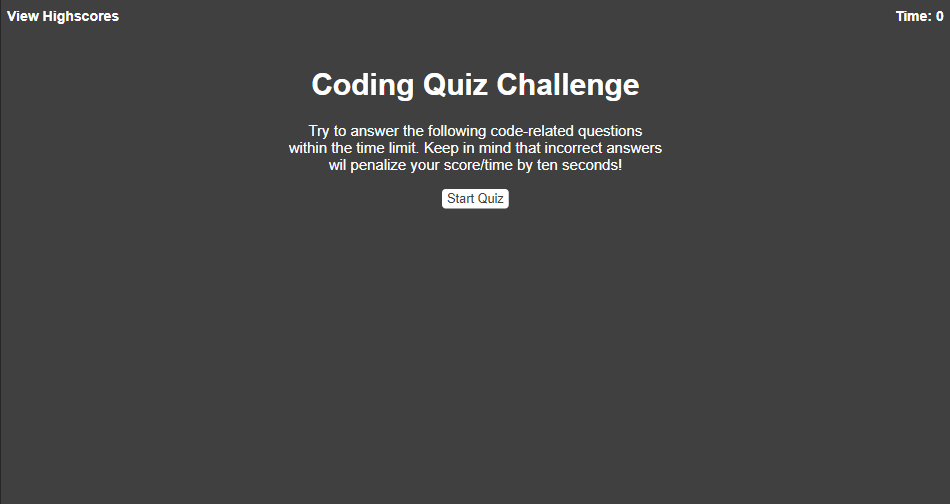 View Highscores
Time: 0
Coding Quiz Challenge
Try to answer the following code-related questions
within the time limit. Keep in mind that incorrect answers
wil penalize your score/time by ten seconds!
Start Quiz